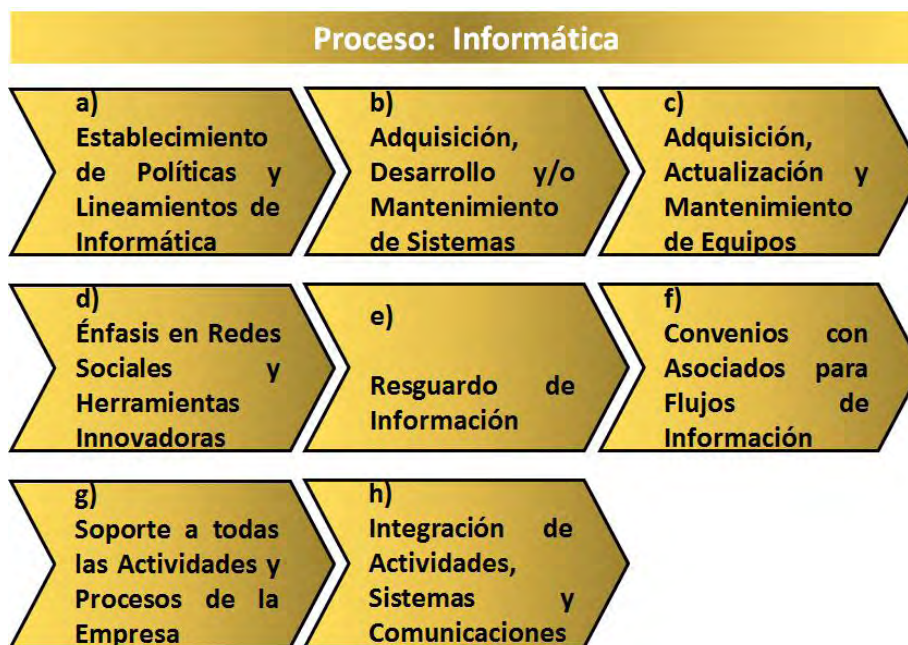 Proceso: Informática
a)
Establecimiento
de Políticas y
Lineamientos de
Informática
b)
Adquisición,
Desarrollo y/o
Mantenimiento
de Sistemas
c)
Adquisición,
Actualización y
Mantenimiento
de Equipos
d)
Énfasis en Redes
Sociales y
Herramientas
Innovadoras
e)
Resguardo de
Información
f)
Convenios con
Asociados para
Flujos de
Información
g)
Soporte a todas
las Actividades y
Procesos de la
Empresa
h)
Integración de
Actividades,
Sistemas y
Comunicaciones